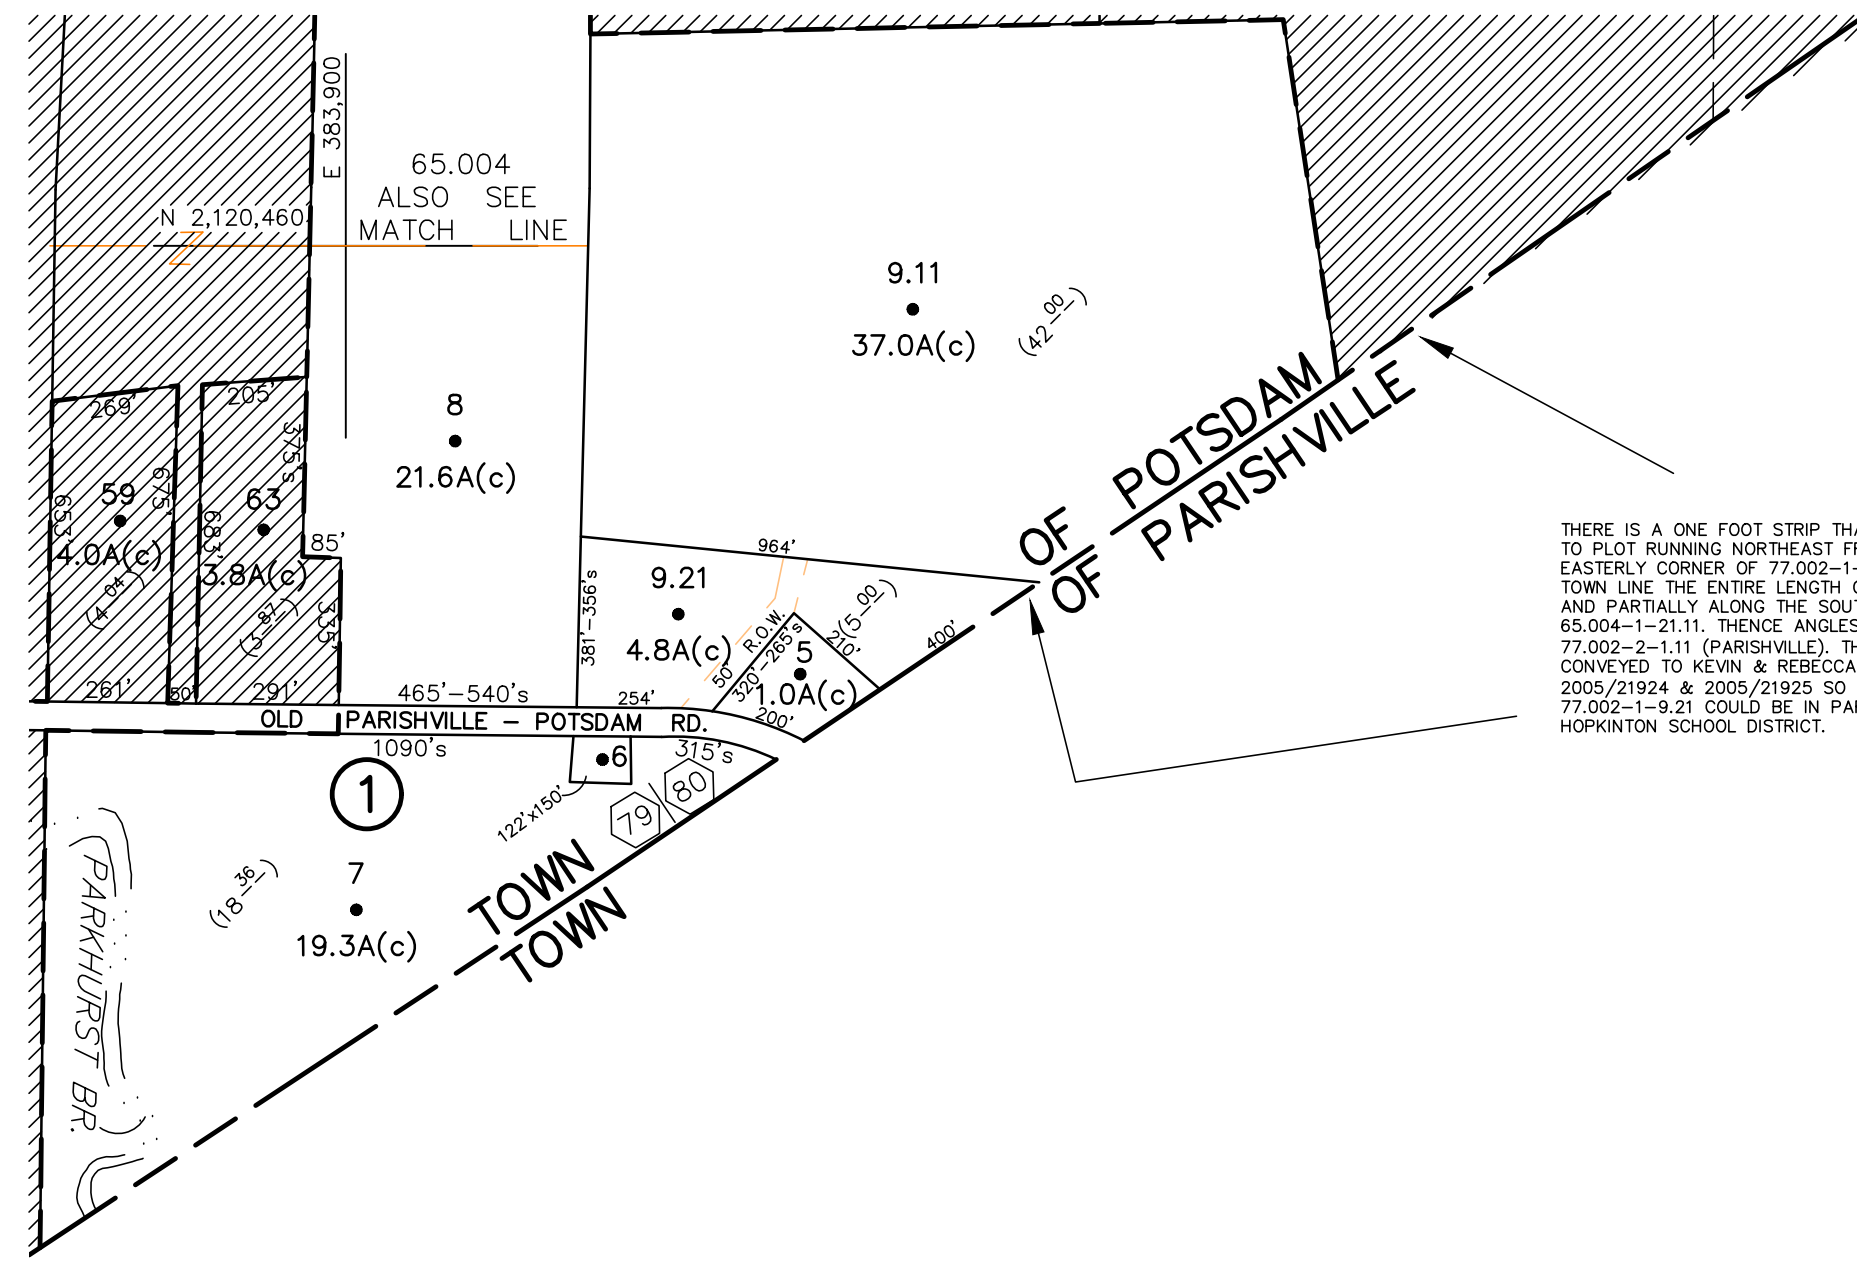 E 383,900
65.004
ALSO SEE
MATCH LINE
N 2,120,460
Z
9.11
37.0A(c)
(42 00)
8
21.6A(c)
269'
205'
375's
59
675'
653'
4.0A(c)
(4 04)
63
683'
3.8A(c)
(3 87)
85'
335'
261'
50'
291'
OF POTSDAM
OF PARISHVILLE
964'
9.21
4.8A(c)
381'-356's
(5 00)
R.O.W.
50'
320'-265's
210'
5
1.0A(c)
400'
465'-540's
254'
200'
OLD PARISHVILLE - POTSDAM RD.
1090's
315's
6
122'x150'
79
80
1
7
19.3A(c)
(18 36)
TOWN
TOWN
PARKHURST BR.
THERE IS A ONE FOOT STRIP
TO PLOT RUNNING NORTHEAST
EASTERLY CORNER OF 77.002-1-
TOWN LINE THE ENTIRE LENGTH
AND PARTIALLY ALONG THE
65.004-1-21.11. THENCE ANGLES
77.002-2-1.11 (PARISHVILLE).
CONVEYED TO KEVIN & REBECCA
2005/21924 & 2005/21925 SO
77.002-1-9.21 COULD BE IN
HOPKINTON SCHOOL DISTRICT.